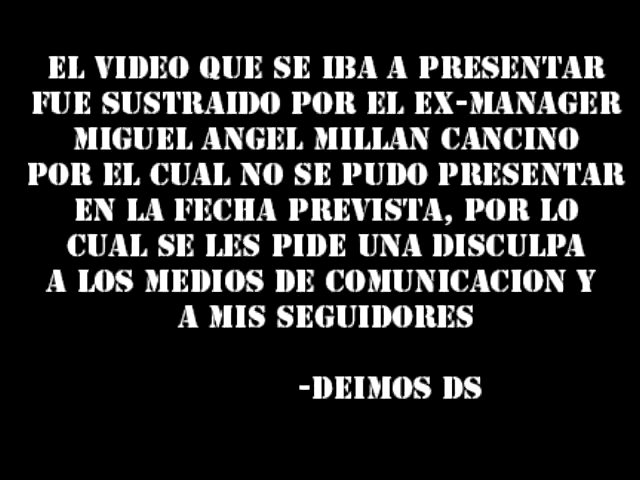 EL VIDEO QUE SE IBA A PRESENTAR
FUE SUSTRAIDO POR EL EX-MANAGER
MIGUEL ANGEL MILLAN CANCINO
POR EL CUAL NO SE PUDO PRESENTAR
EN LA FECHA PREVISTA, POR LO
CUAL SE LES PIDE UNA DISCULPA
A LOS MEDIOS DE COMUNICACION Y
A MIS SEGUIDORES
-DEIMOS DS